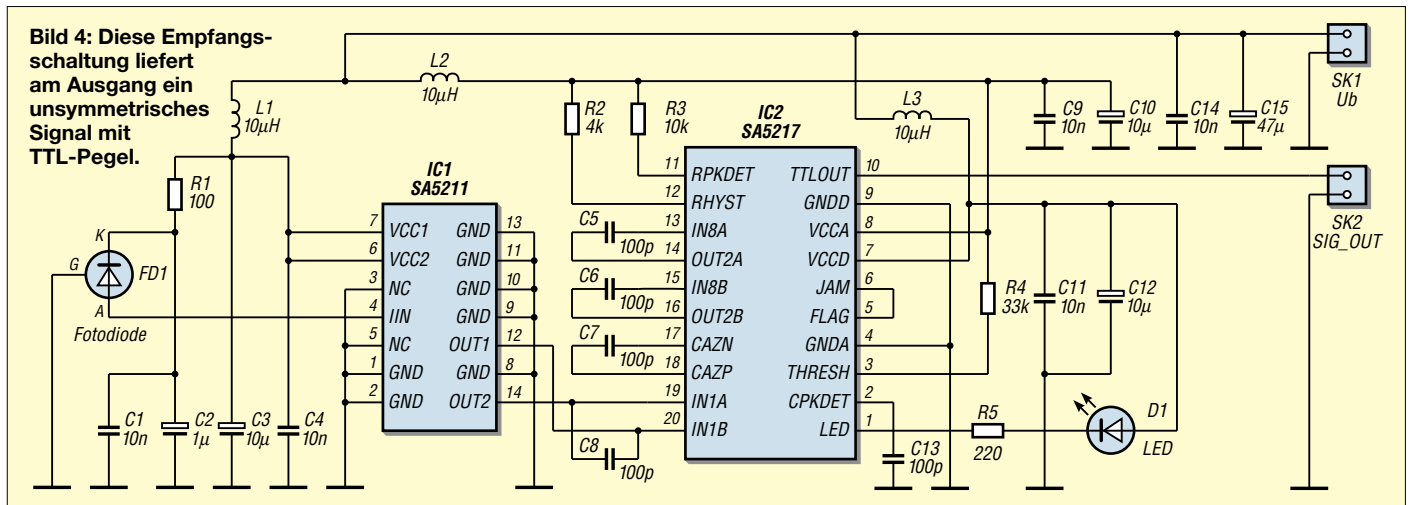 Bild 4: Diese Empfangs-
schaltung liefert
am Ausgang ein
unsymmetrisches
Signal mit
TTL-Pegel.
L1
10µH
L2
10µH
R1
100
K
G
FD1
A
Fotodiode
C1
10n
C2
1µ
C3
10µ
C4
10n
IC1
SA5211
7 VCC1 GND 13
6 VCC2 GND 11
3 NC GND 10
4 IIN GND 9
5 NC OUT1 12
1 GND GND 8
2 GND OUT2 14
R2
4k
R3
10k
C5
100p
C6
100p
C7
100p
C8
100p
IC2
SA5217
11 RPKDET TTLOUT 10
12 RHYST GNDD 9
13 IN8A VCCA 8
14 OUT2A VCCD 7
15 IN8B JAM 6
16 OUT2B FLAG 5
17 CAZN GNDA 4
18 CAZP THRESH 3
19 IN1A CPKDET 2
20 IN1B LED 1
L3
10µH
C9
10n
C10
10µ
C14
10n
C15
47µ
SK1
Ub
SK2
SIG_OUT
R4
33k
C11
10n
C12
10µ
C13
100p
R5
220
D1
LED